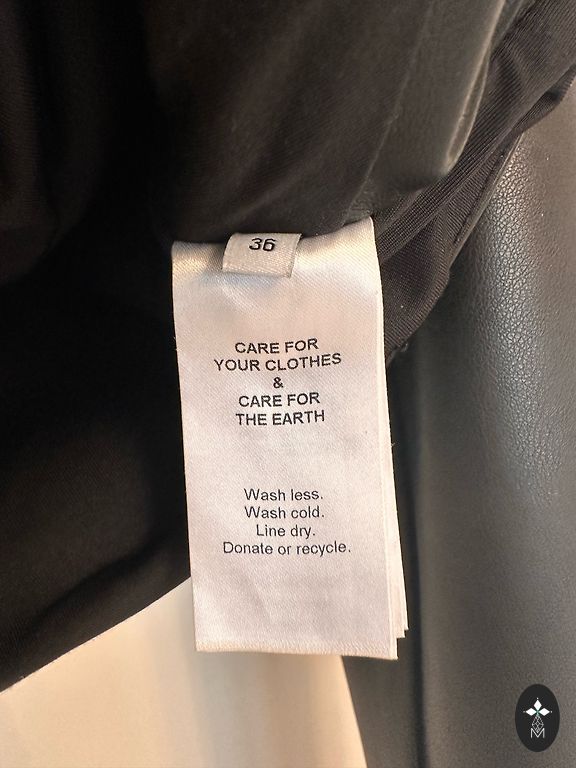 36
CARE FOR
YOUR CLOTHES
&
CARE FOR
THE EARTH
Wash less.
Wash cold.
Line dry.
Donate or recycle.
M